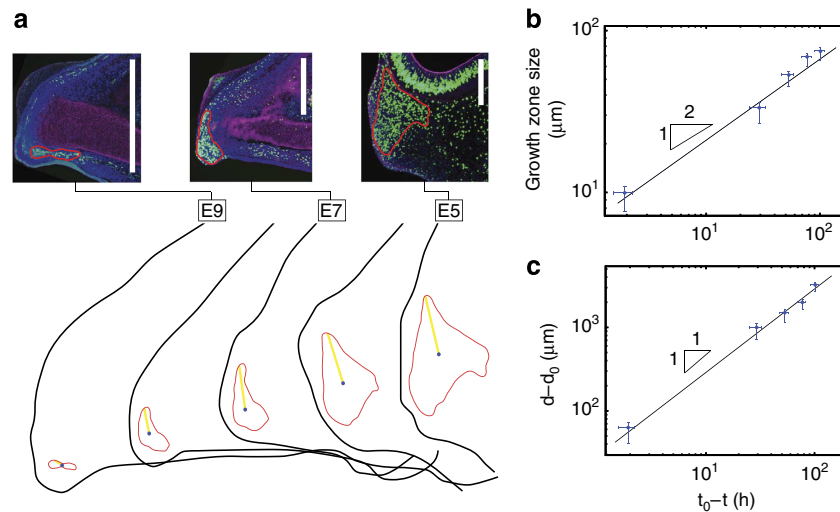 a
E9
E7
E5
b
Growth zone size
(μm)
10²
10¹
2
1
10¹
10²
c
d–d₀ (μm)
10³
10²
1
1
10¹
10²
t₀–t (h)